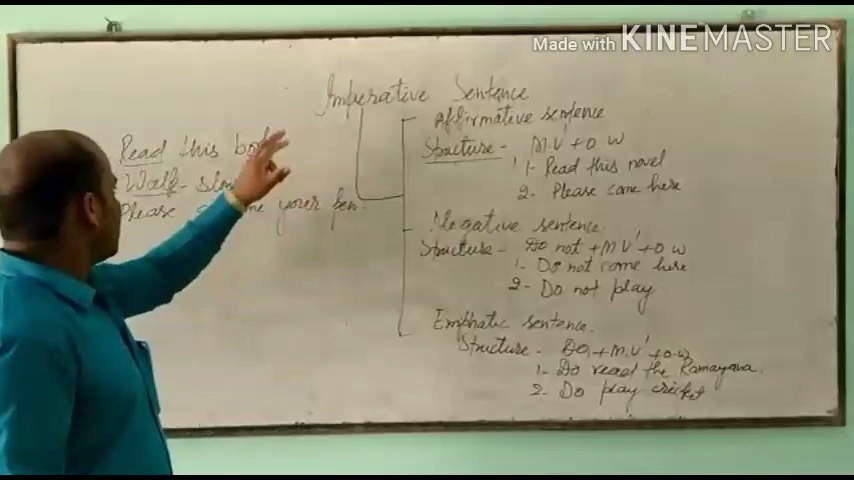 Made with KINEMASTER
Imperative Sentence
Read this
Walk
Please your pen.
Affirmative sentence
Structure - M.V' + O W
1- Read this novel
2- Please come here
Negative sentence
Structure - Do not + M V' + O W
1- Do not come here
2- Do not play
Emphatic sentence.
Structure - Do + M.V' + O.W
1- Do read the Ramayana.
2- Do play cricket